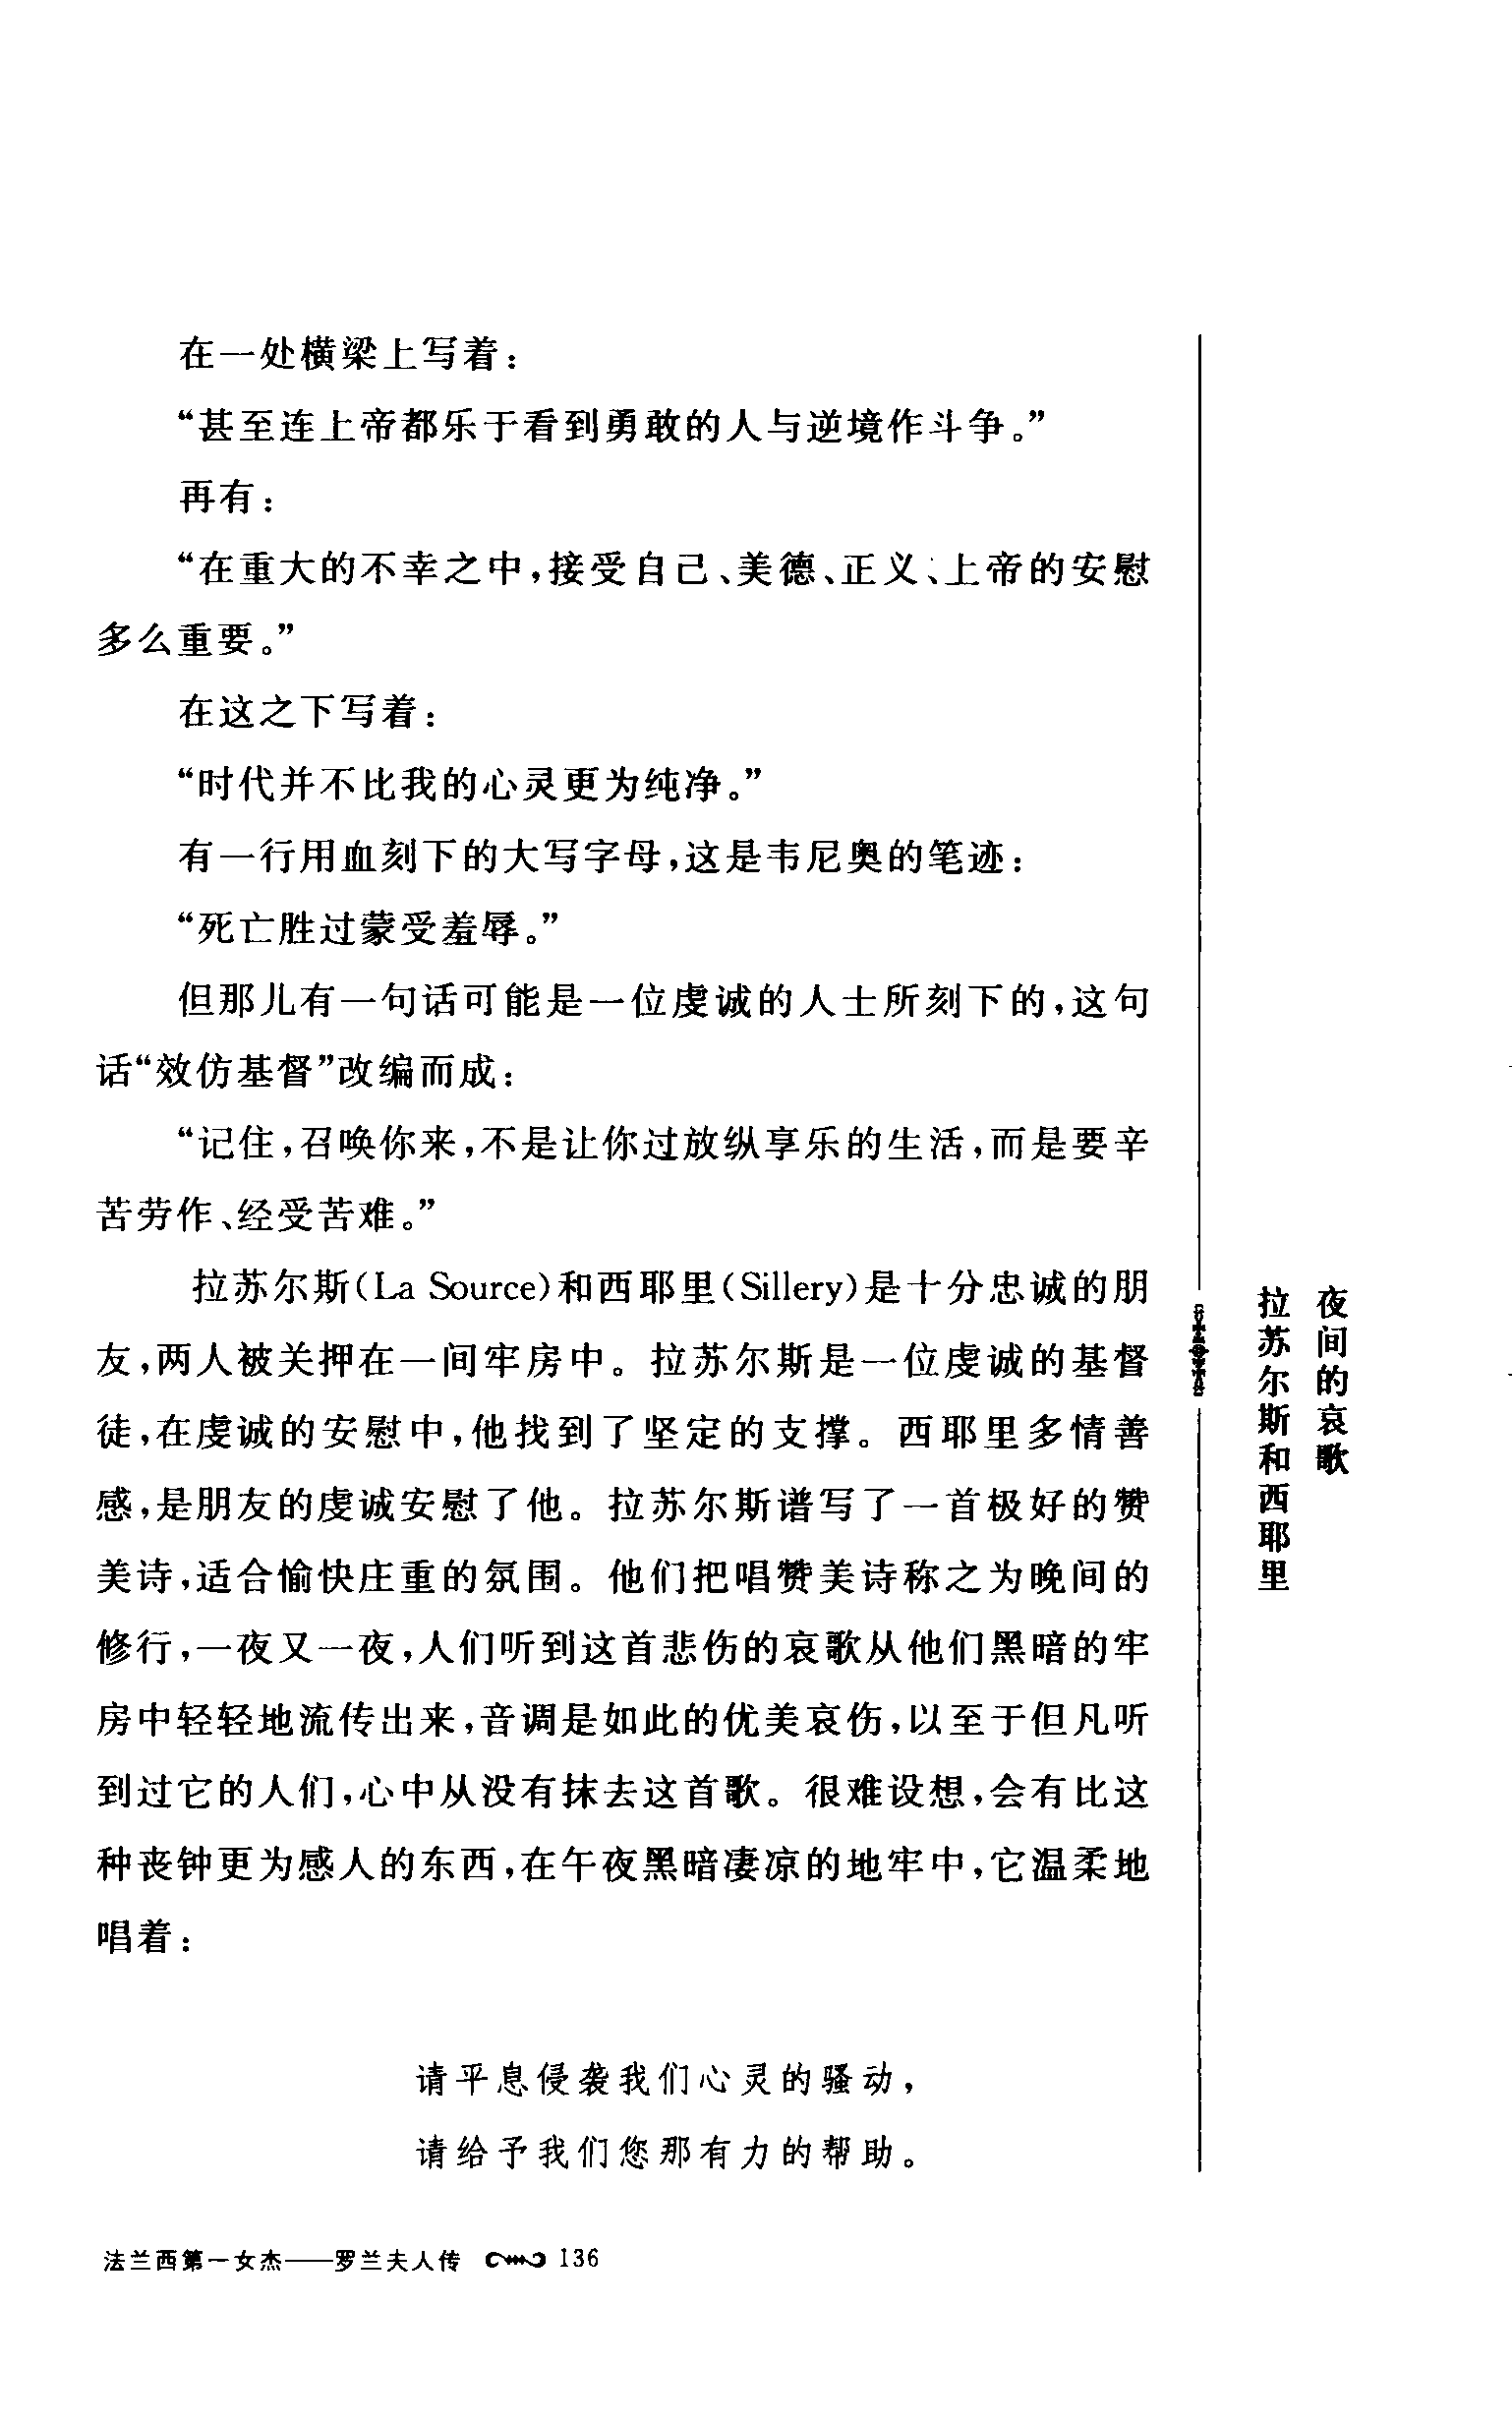 在一处横梁上写着：
“甚至连上帝都乐于看到勇敢的人与逆境作斗争。”
再有：
“在重大的不幸之中，接受自己、美德、正义、上帝的安慰
多么重要。”
在这之下写着：
“时代并不比我的心灵更为纯净。”
有一行用血刻下的大写字母，这是韦尼奥的笔迹：
“死亡胜过蒙受羞辱。”
但那儿有一句话可能是一位虔诚的人士所刻下的，这句
话“效仿基督”改编而成：
“记住，召唤你来，不是让你过放纵享乐的生活，而是要辛
苦劳作、经受苦难。”
拉苏尔斯（La Source）和西耶里（Sillery）是十分忠诚的朋
友，两人被关押在一间牢房中。拉苏尔斯是一位虔诚的基督
徒，在虔诚的安慰中，他找到了坚定的支撑。西耶里多情善
感，是朋友的虔诚安慰了他。拉苏尔斯谱写了一首极好的赞
美诗，适合愉快庄重的氛围。他们把唱赞美诗称之为晚间的
修行，一夜又一夜，人们听到这首悲伤的哀歌从他们黑暗的牢
房中轻轻地流传出来，音调是如此的优美哀伤，以至于但凡听
到过它的人们，心中从没有抹去这首歌。很难设想，会有比这
种丧钟更为感人的东西，在午夜黑暗凄凉的地牢中，它温柔地
唱着：
请平息侵袭我们心灵的骚动，
请给予我们您那有力的帮助。
夜间的哀歌
拉苏尔斯和西耶里
法兰西第一女杰——罗兰夫人传 136